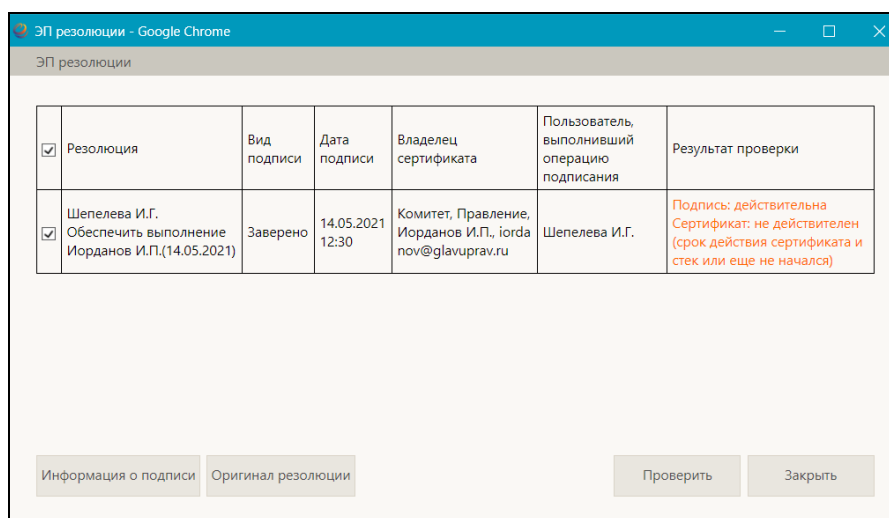 ЭП резолюции - Google Chrome
ЭП резолюции
Резолюция
Вид
подписи
Дата
подписи
Владелец
сертификата
Пользователь,
выполнивший
операцию
подписания
Результат проверки
Шепелева И.Г.
Обеспечить выполнение
Иорданов И.П.(14.05.2021)
Заверено
14.05.2021
12:30
Комитет, Правление,
Иорданов И.П., iorda
nov@glavuprav.ru
Шепелева И.Г.
Подпись: действительна
Сертификат: не действителен
(срок действия сертификата и
стек или еще не начался)
Информация о подписи
Оригинал резолюции
Проверить
Закрыть